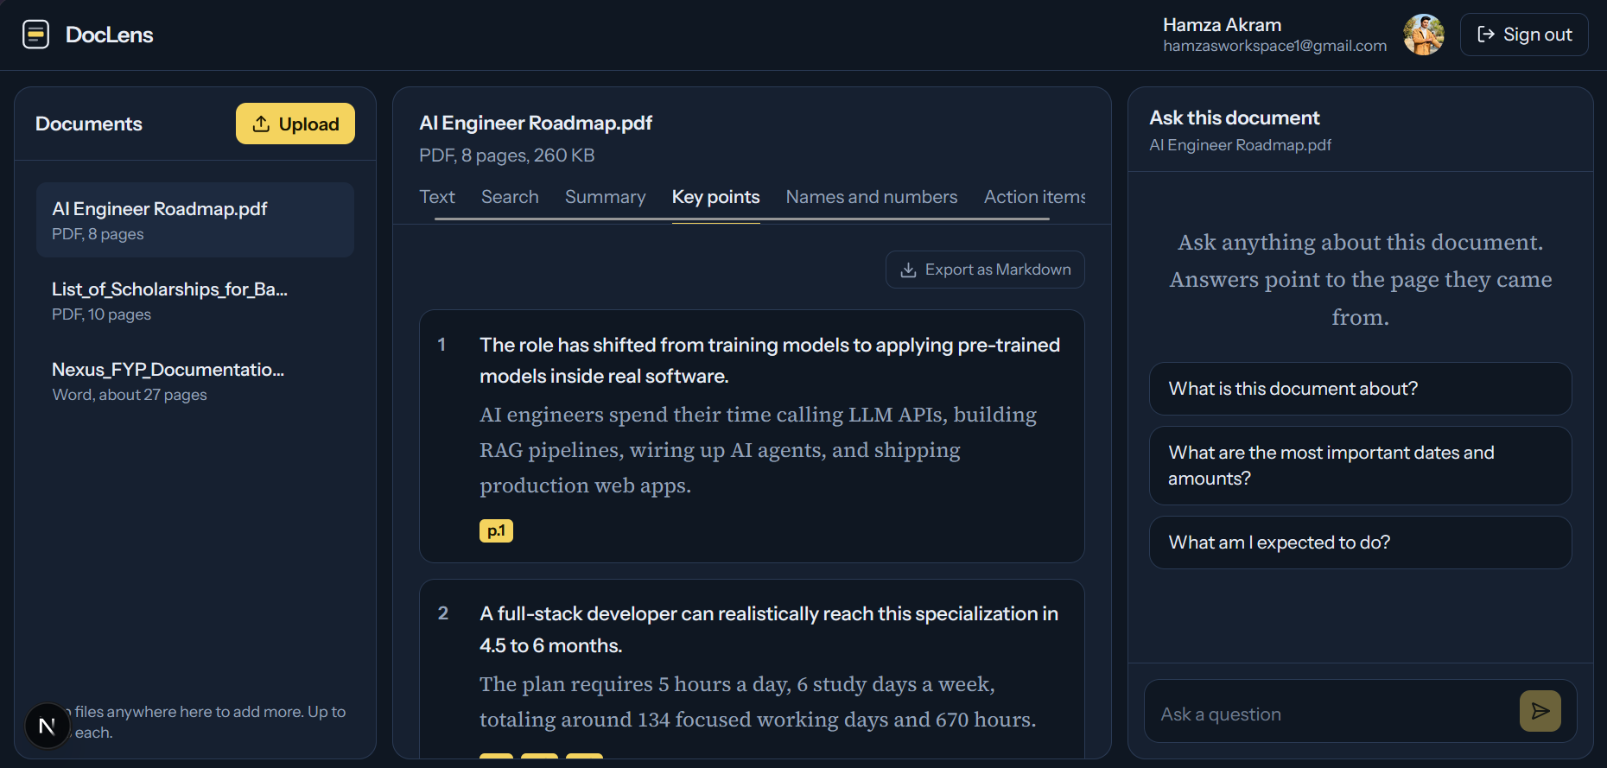 DocLens
Hamza Akram
hamzasworkspace1@gmail.com
Sign out
Documents
Upload
AI Engineer Roadmap.pdf
PDF, 8 pages
List_of_Scholarships_for_Ba...
PDF, 10 pages
Nexus_FYP_Documentatio...
Word, about 27 pages
files anywhere here to add more. Up to
each.
N
AI Engineer Roadmap.pdf
PDF, 8 pages, 260 KB
Text Search Summary Key points Names and numbers Action items
Export as Markdown
1
The role has shifted from training models to applying pre-trained
models inside real software.
AI engineers spend their time calling LLM APIs, building
RAG pipelines, wiring up AI agents, and shipping
production web apps.
p.1
2
A full-stack developer can realistically reach this specialization in
4.5 to 6 months.
The plan requires 5 hours a day, 6 study days a week,
totaling around 134 focused working days and 670 hours.
Ask this document
AI Engineer Roadmap.pdf
Ask anything about this document.
Answers point to the page they came
from.
What is this document about?
What are the most important dates and
amounts?
What am I expected to do?
Ask a question